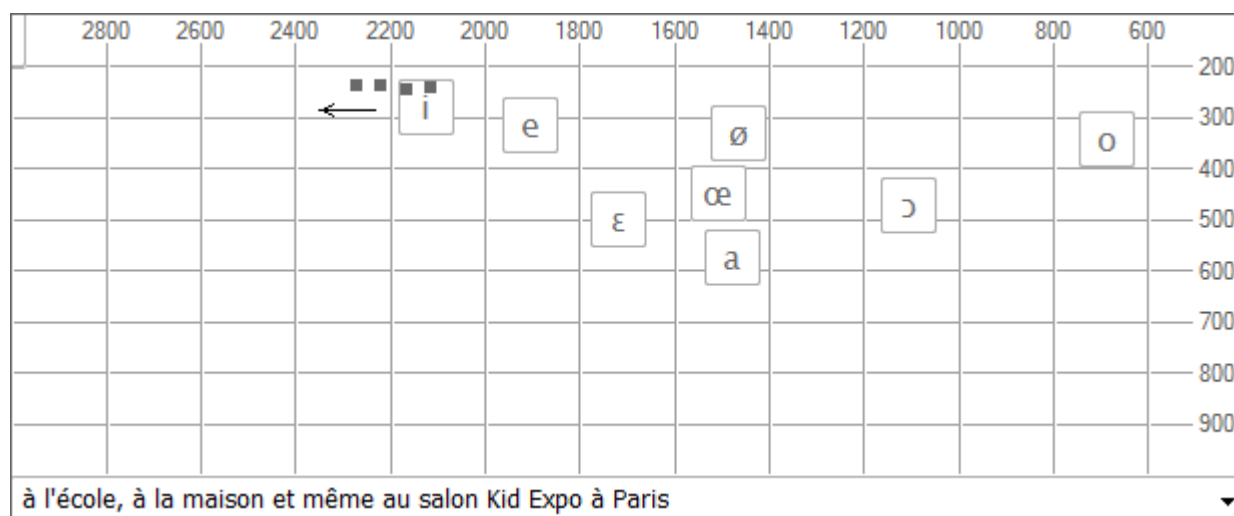 2800 2600 2400 2200 2000 1800 1600 1400 1200 1000 800 600
200
i
300
e
ø
o
400
œ
ɛ
ɔ
500
a
600
700
800
900
à l'école, à la maison et même au salon Kid Expo à Paris